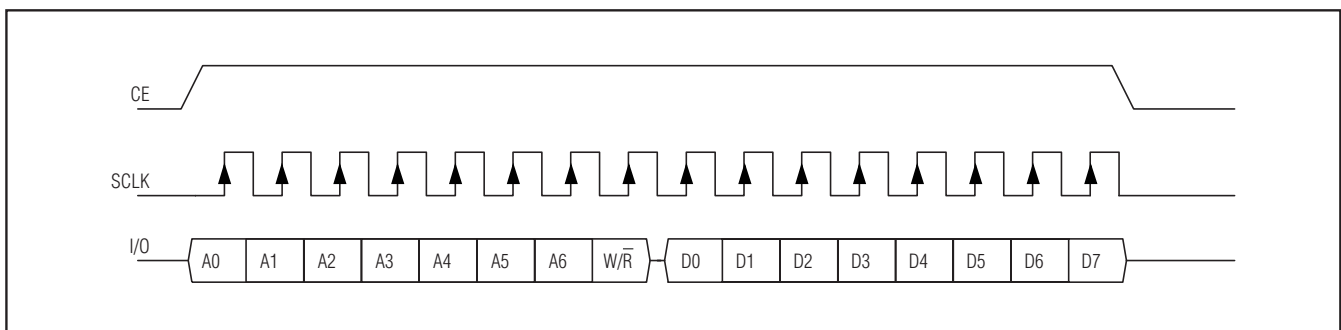 CE
SCLK
I/O
A0 A1 A2 A3 A4 A5 A6 W/R̅ D0 D1 D2 D3 D4 D5 D6 D7